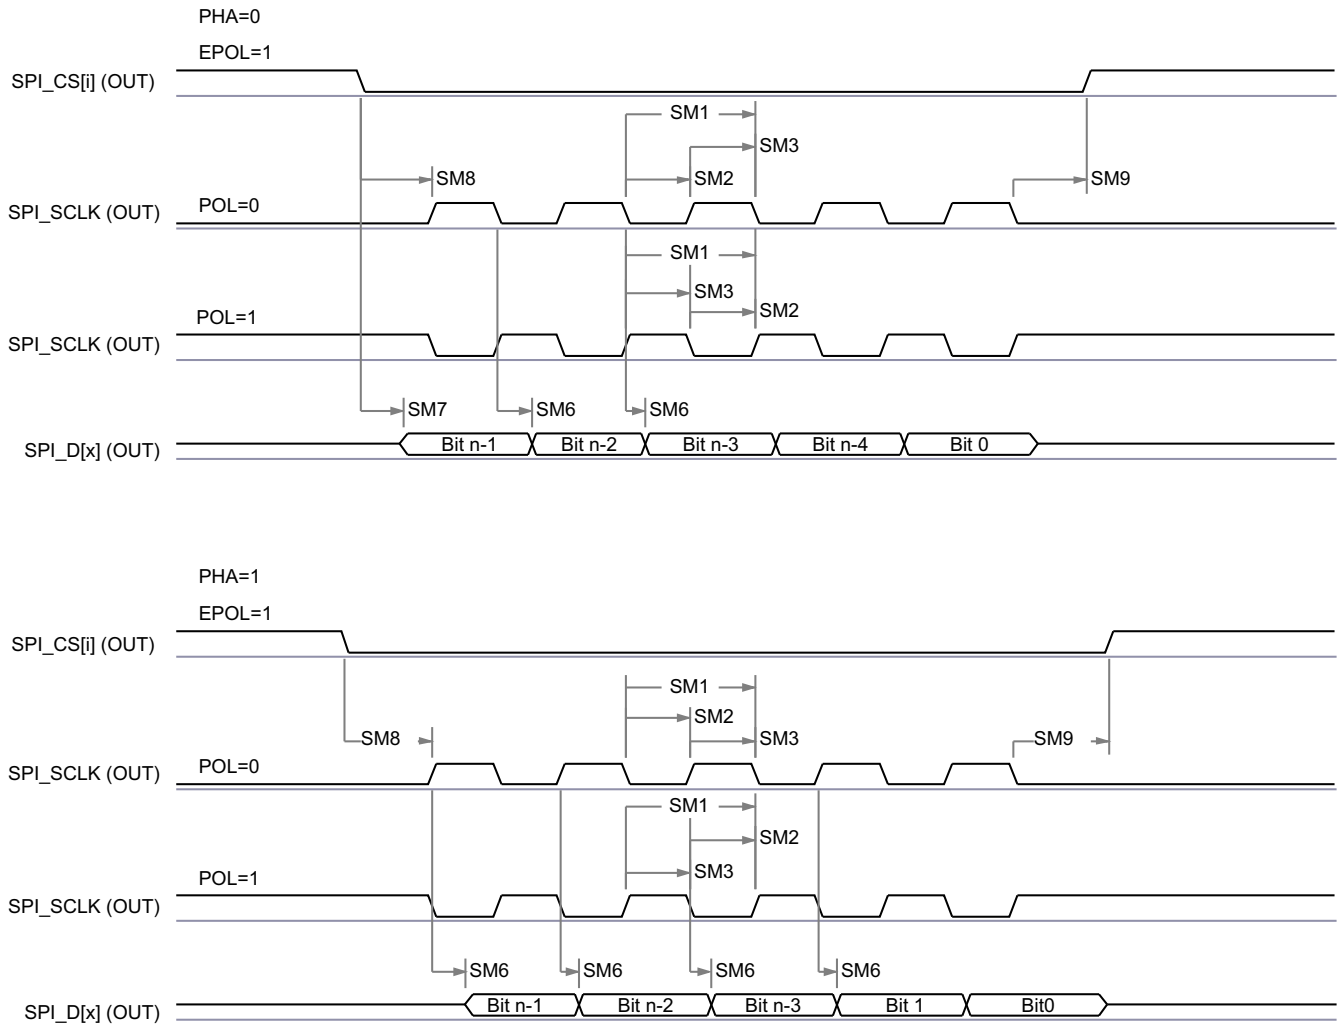 PHA=0
EPOL=1
SPI_CS[i] (OUT)
SM1
SM3
SM8
SM2
SM9
POL=0
SPI_SCLK (OUT)
SM1
SM3
SM2
POL=1
SPI_SCLK (OUT)
SM7
SM6
SM6
SPI_D[x] (OUT)
Bit n-1
Bit n-2
Bit n-3
Bit n-4
Bit 0
PHA=1
EPOL=1
SPI_CS[i] (OUT)
SM1
SM2
SM8
SM3
SM9
POL=0
SPI_SCLK (OUT)
SM1
SM2
SM3
POL=1
SPI_SCLK (OUT)
SM6
SM6
SM6
SM6
SPI_D[x] (OUT)
Bit n-1
Bit n-2
Bit n-3
Bit 1
Bit0